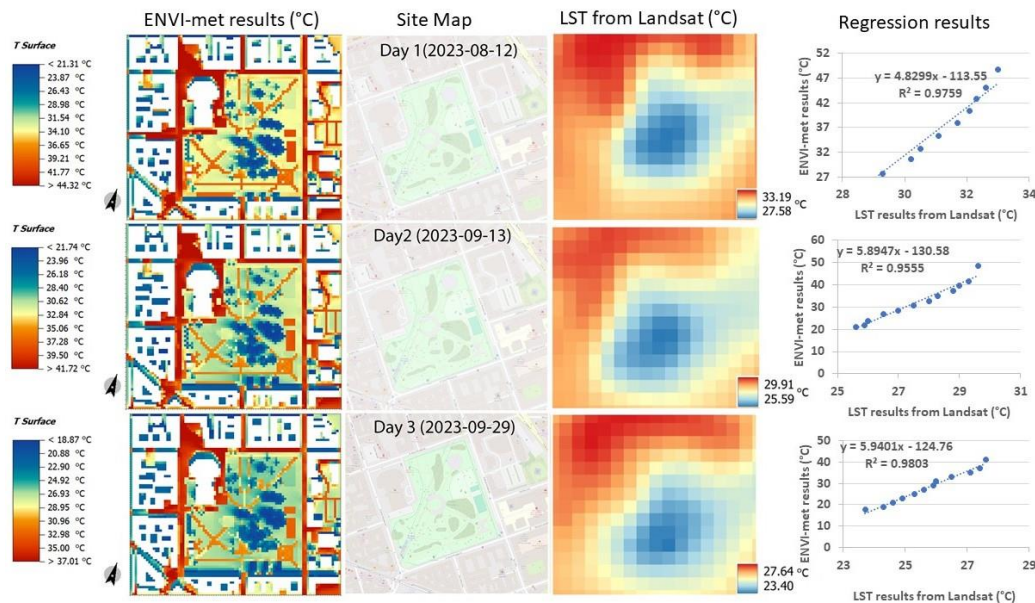 ENVI-met results (°C)
Site Map
LST from Landsat (°C)
Regression results
T Surface
< 21.31 °C
23.87 °C
26.43 °C
28.98 °C
31.54 °C
34.10 °C
36.65 °C
39.21 °C
41.77 °C
> 44.32 °C
Day 1(2023-08-12)
33.19
°C
27.58
ENVI-met results (°C)
52
47
42
37
32
27
y = 4.8299x - 113.55
R² = 0.9759
28
30
32
34
LST results from Landsat (°C)
T Surface
< 21.74 °C
23.96 °C
26.18 °C
28.40 °C
30.62 °C
32.84 °C
35.06 °C
37.28 °C
39.50 °C
> 41.72 °C
Day2 (2023-09-13)
29.91
°C
25.59
ENVI-met results (°C)
60
50
40
30
20
10
0
y = 5.8947x - 130.58
R² = 0.9555
25
27
29
31
LST results from Landsat (°C)
T Surface
< 18.87 °C
20.88 °C
22.90 °C
24.92 °C
26.93 °C
28.95 °C
30.96 °C
32.98 °C
35.00 °C
> 37.01 °C
Day 3 (2023-09-29)
27.64
°C
23.40
ENVI-met results (°C)
50
40
30
20
10
0
y = 5.9401x - 124.76
R² = 0.9803
23
25
27
29
LST results from Landsat (°C)